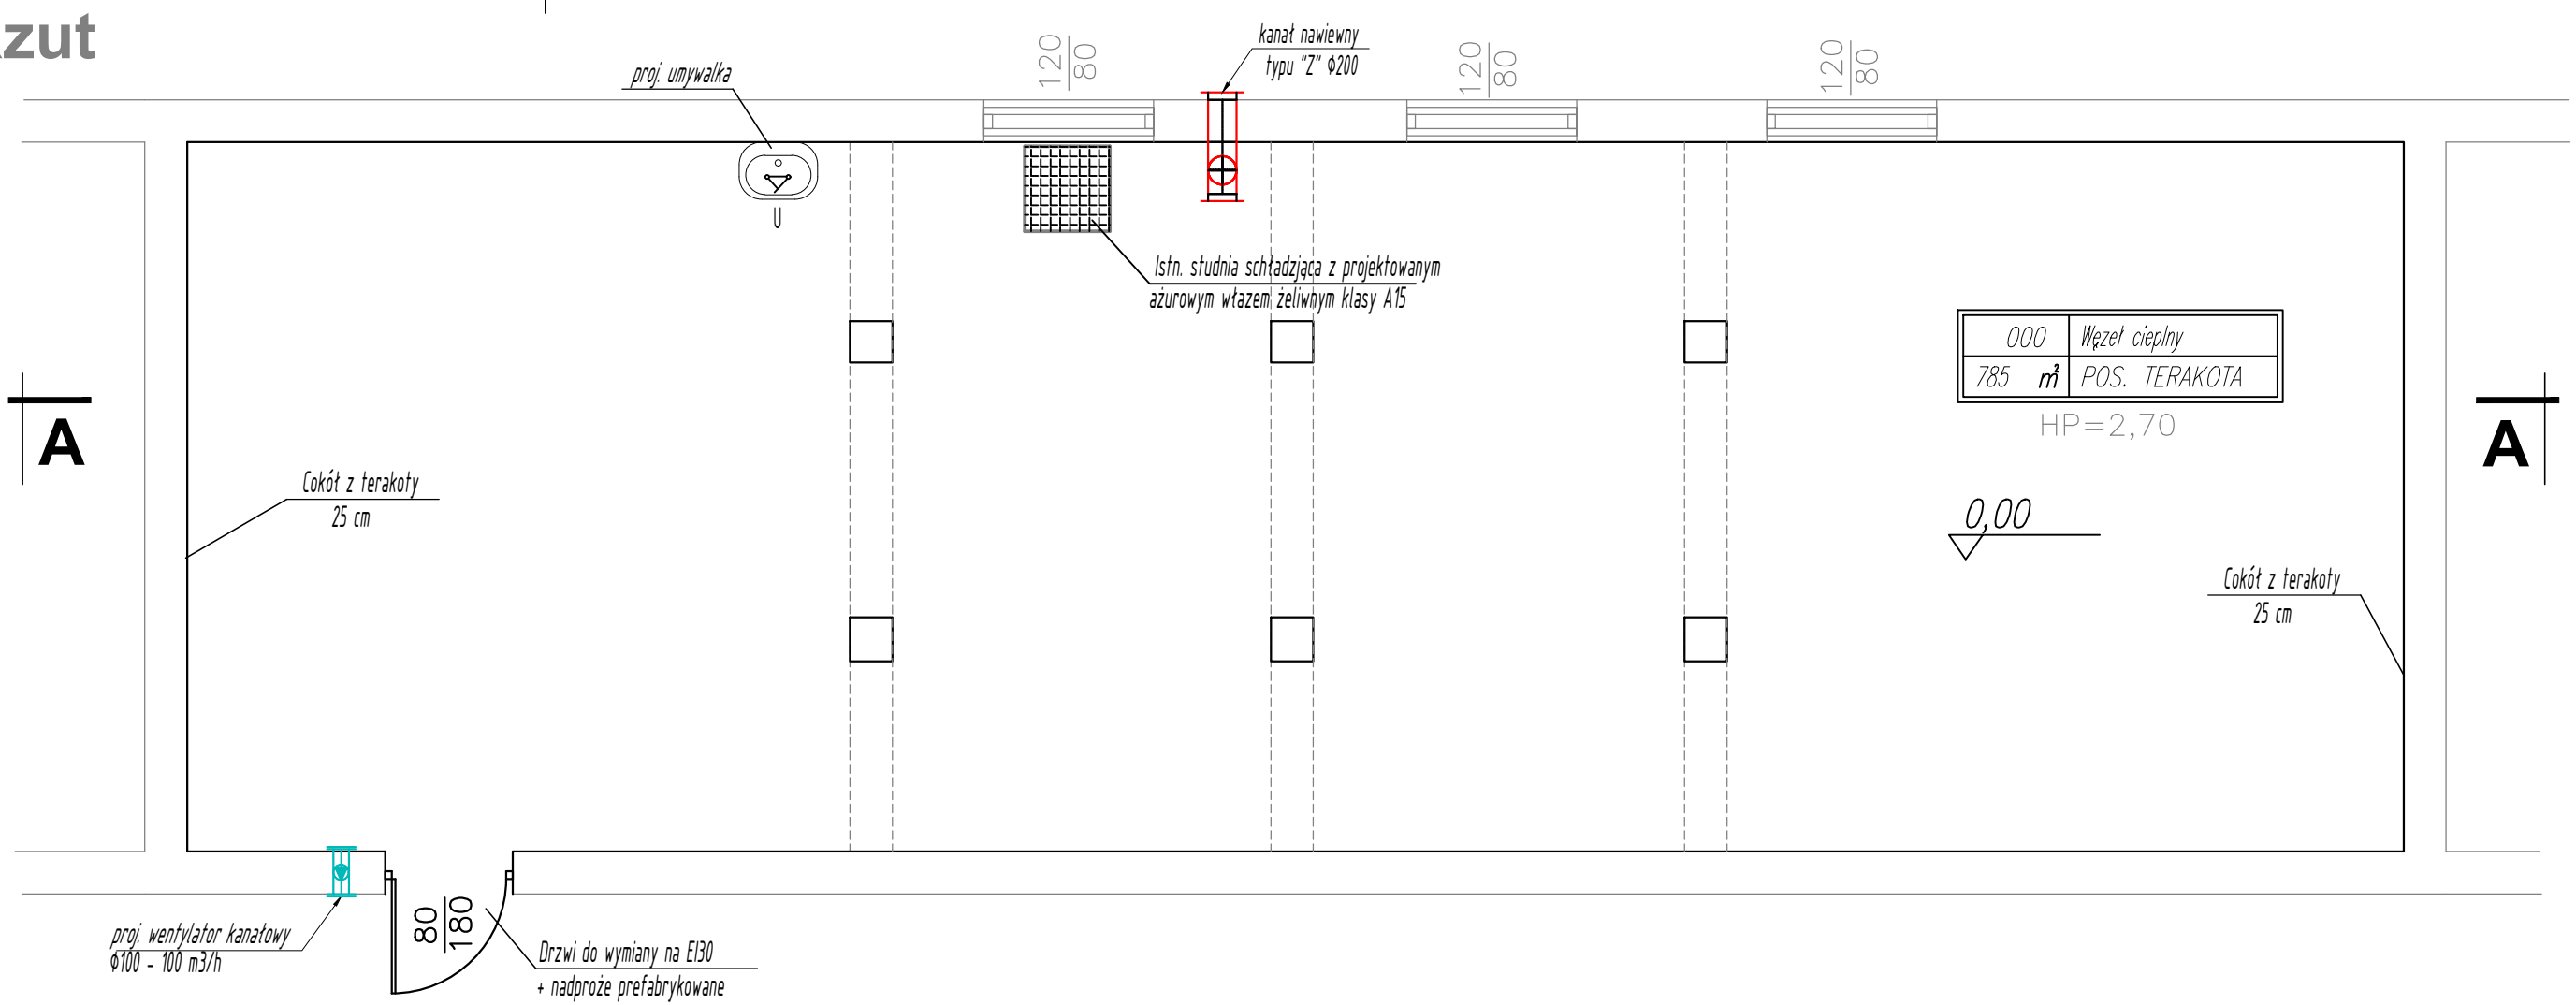 zut
proj. umywalka
120
80
kanał nawiewny
typu "Z" Φ200
120
80
120
80
U
Istn. studnia schładzjąca z projektowanym
ażurowym włazem żeliwnym klasy A15
000 Węzeł cieplny
785 m² POS. TERAKOTA
HP=2,70
A
A
Cokół z terakoty
25 cm
0,00
Cokół z terakoty
25 cm
80
180
proj. wentylator kanałowy
Φ100 - 100 m3/h
Drzwi do wymiany na EI30
+ nadproże prefabrykowane